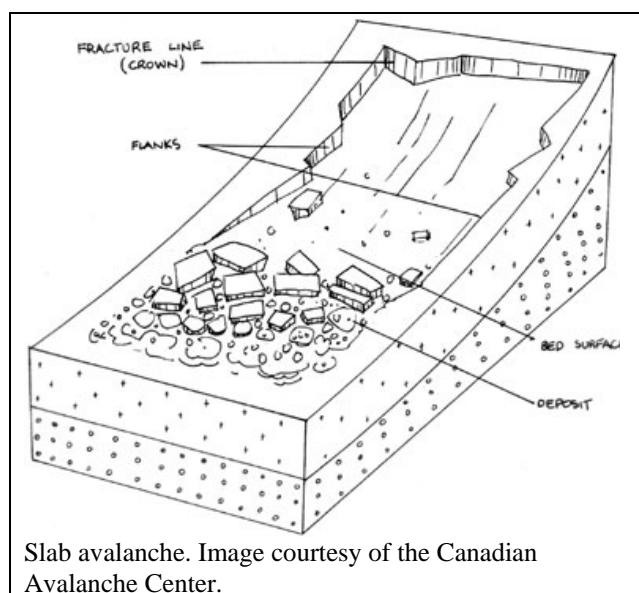 FRACTURE LINE
(CROWN)
FLANKS
BED SURFAC
DEPOSIT
Slab avalanche. Image courtesy of the Canadian
Avalanche Center.